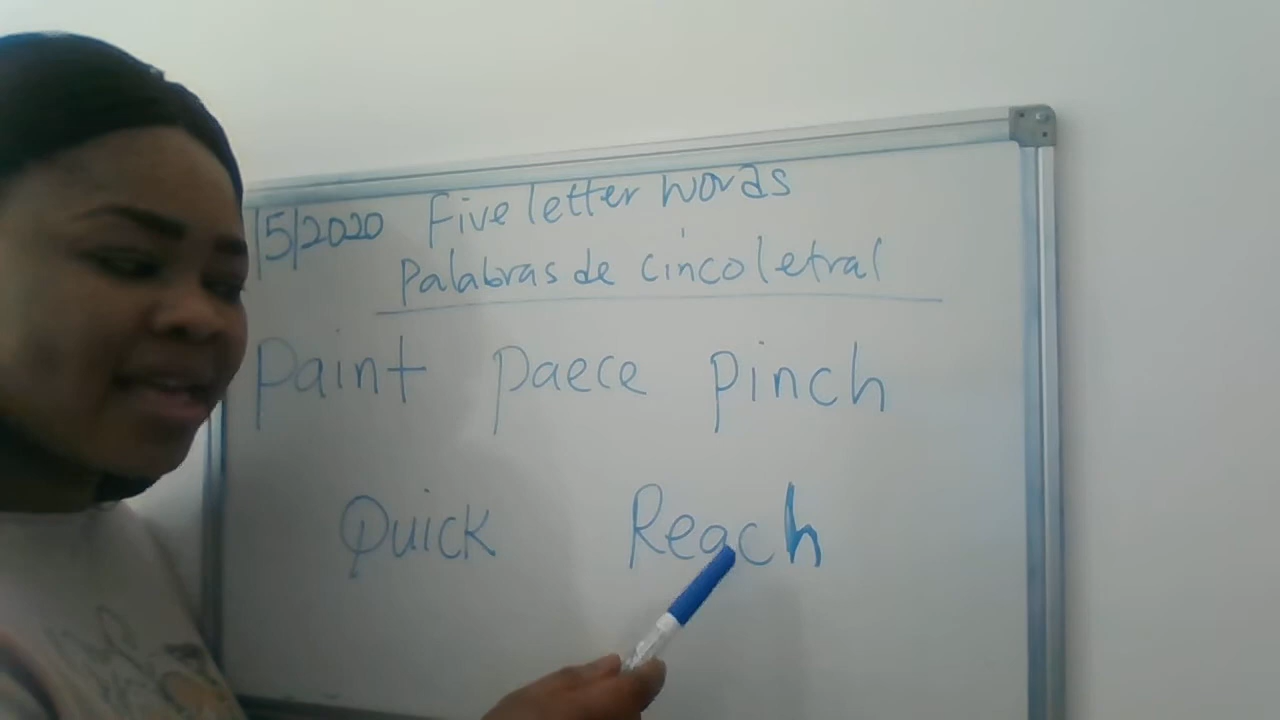 /5/2020 Five letter words
Palabras de cinco letral
Paint paece pinch
Quick Reach